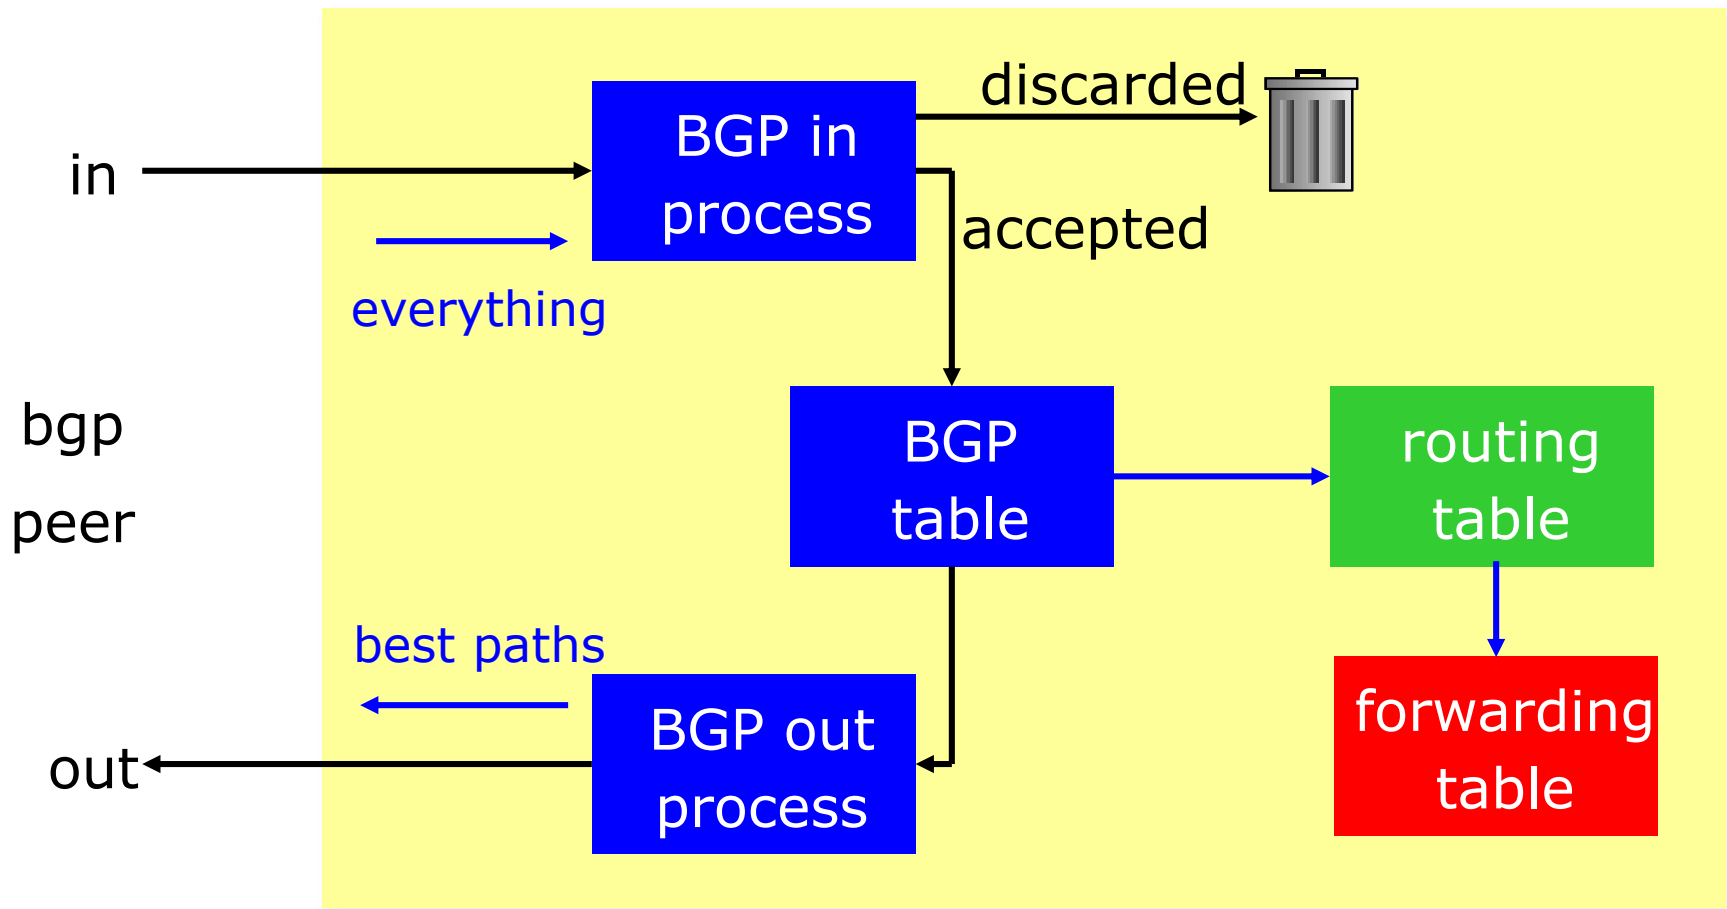 discarded
BGP in
process
in
accepted
everything
bgp
peer
BGP
table
routing
table
best paths
BGP out
process
out
forwarding
table